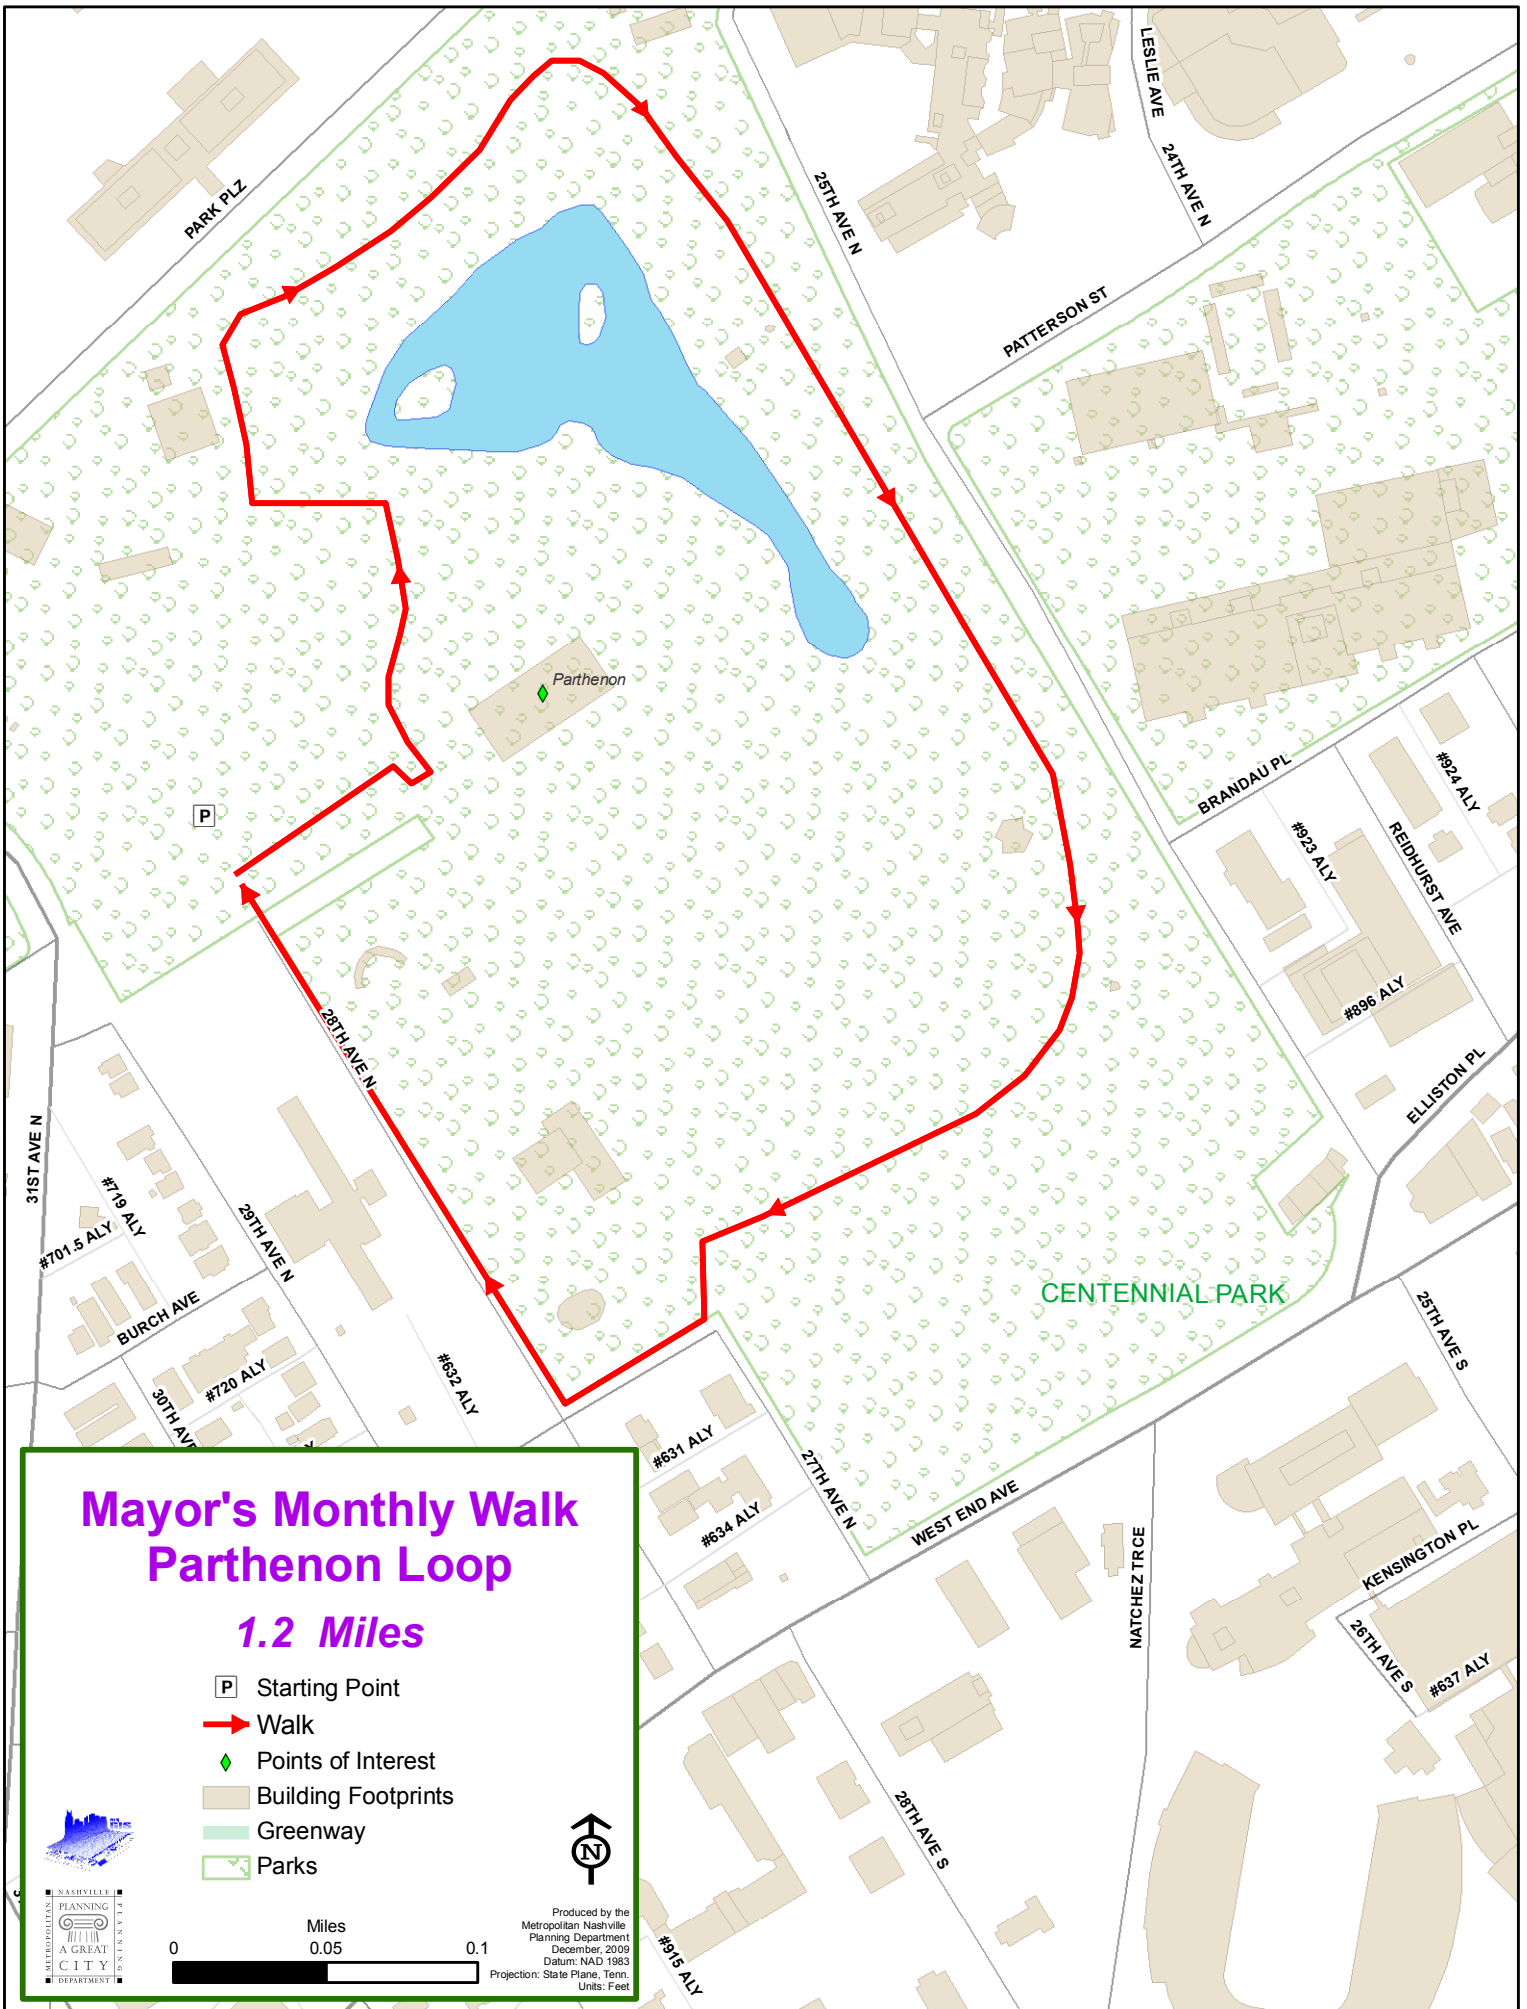 LESLIE AVE
24TH AVE N
25TH AVE N
PARK PLZ
PATTERSON ST
Parthenon
P
BRANDAU PL
#924 ALY
#923 ALY
REIDHURST AVE
#896 ALY
ELLISTON PL
28TH AVE N
31ST AVE N
#719 ALY
#701.5 ALY
29TH AVE N
BURCH AVE
#720 ALY
30TH AVE
#632 ALY
CENTENNIAL PARK
25TH AVE S
#631 ALY
#634 ALY
27TH AVE N
WEST END AVE
NATCHEZ TRCE
KENSINGTON PL
26TH AVE S
#637 ALY
28TH AVE S
#915 ALY
Mayor's Monthly Walk
Parthenon Loop
1.2 Miles
P Starting Point
Walk
Points of Interest
Building Footprints
Greenway
Parks
N
GIS
NASHVILLE
PLANNING
A GREAT
CITY
DEPARTMENT
METROPOLITAN
PLANNING
Miles
0 0.05 0.1
Produced by the
Metropolitan Nashville
Planning Department
December, 2009
Datum: NAD 1983
Projection: State Plane, Tenn.
Units: Feet